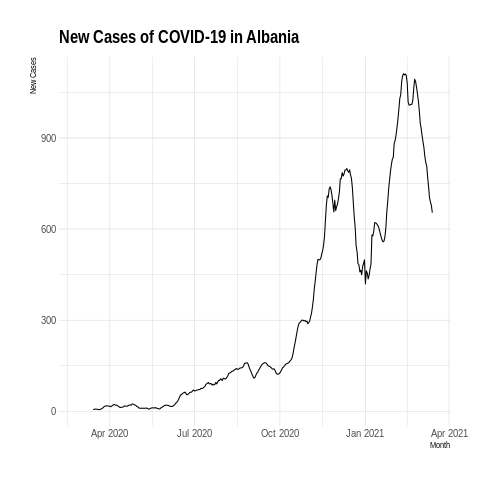 New Cases of COVID-19 in Albania
New Cases
900
600
300
0
Apr 2020
Jul 2020
Oct 2020
Jan 2021
Apr 2021
Month